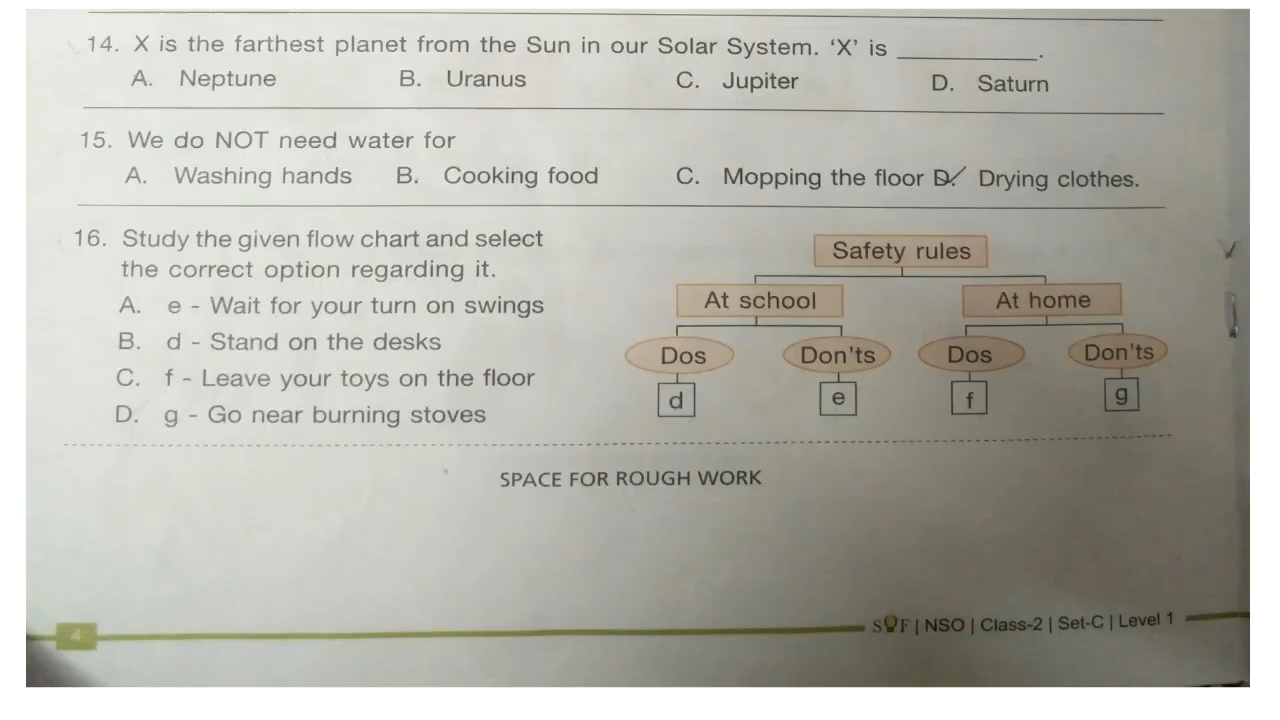 14. X is the farthest planet from the Sun in our Solar System. ‘X’ is __________.
A. Neptune B. Uranus C. Jupiter D. Saturn
15. We do NOT need water for
A. Washing hands B. Cooking food C. Mopping the floor D. Drying clothes.
16. Study the given flow chart and select
the correct option regarding it.
A. e - Wait for your turn on swings
B. d - Stand on the desks
C. f - Leave your toys on the floor
D. g - Go near burning stoves
Safety rules
At school At home
Dos Don'ts Dos Don'ts
d e f g
SPACE FOR ROUGH WORK
4
SOF | NSO | Class-2 | Set-C | Level 1